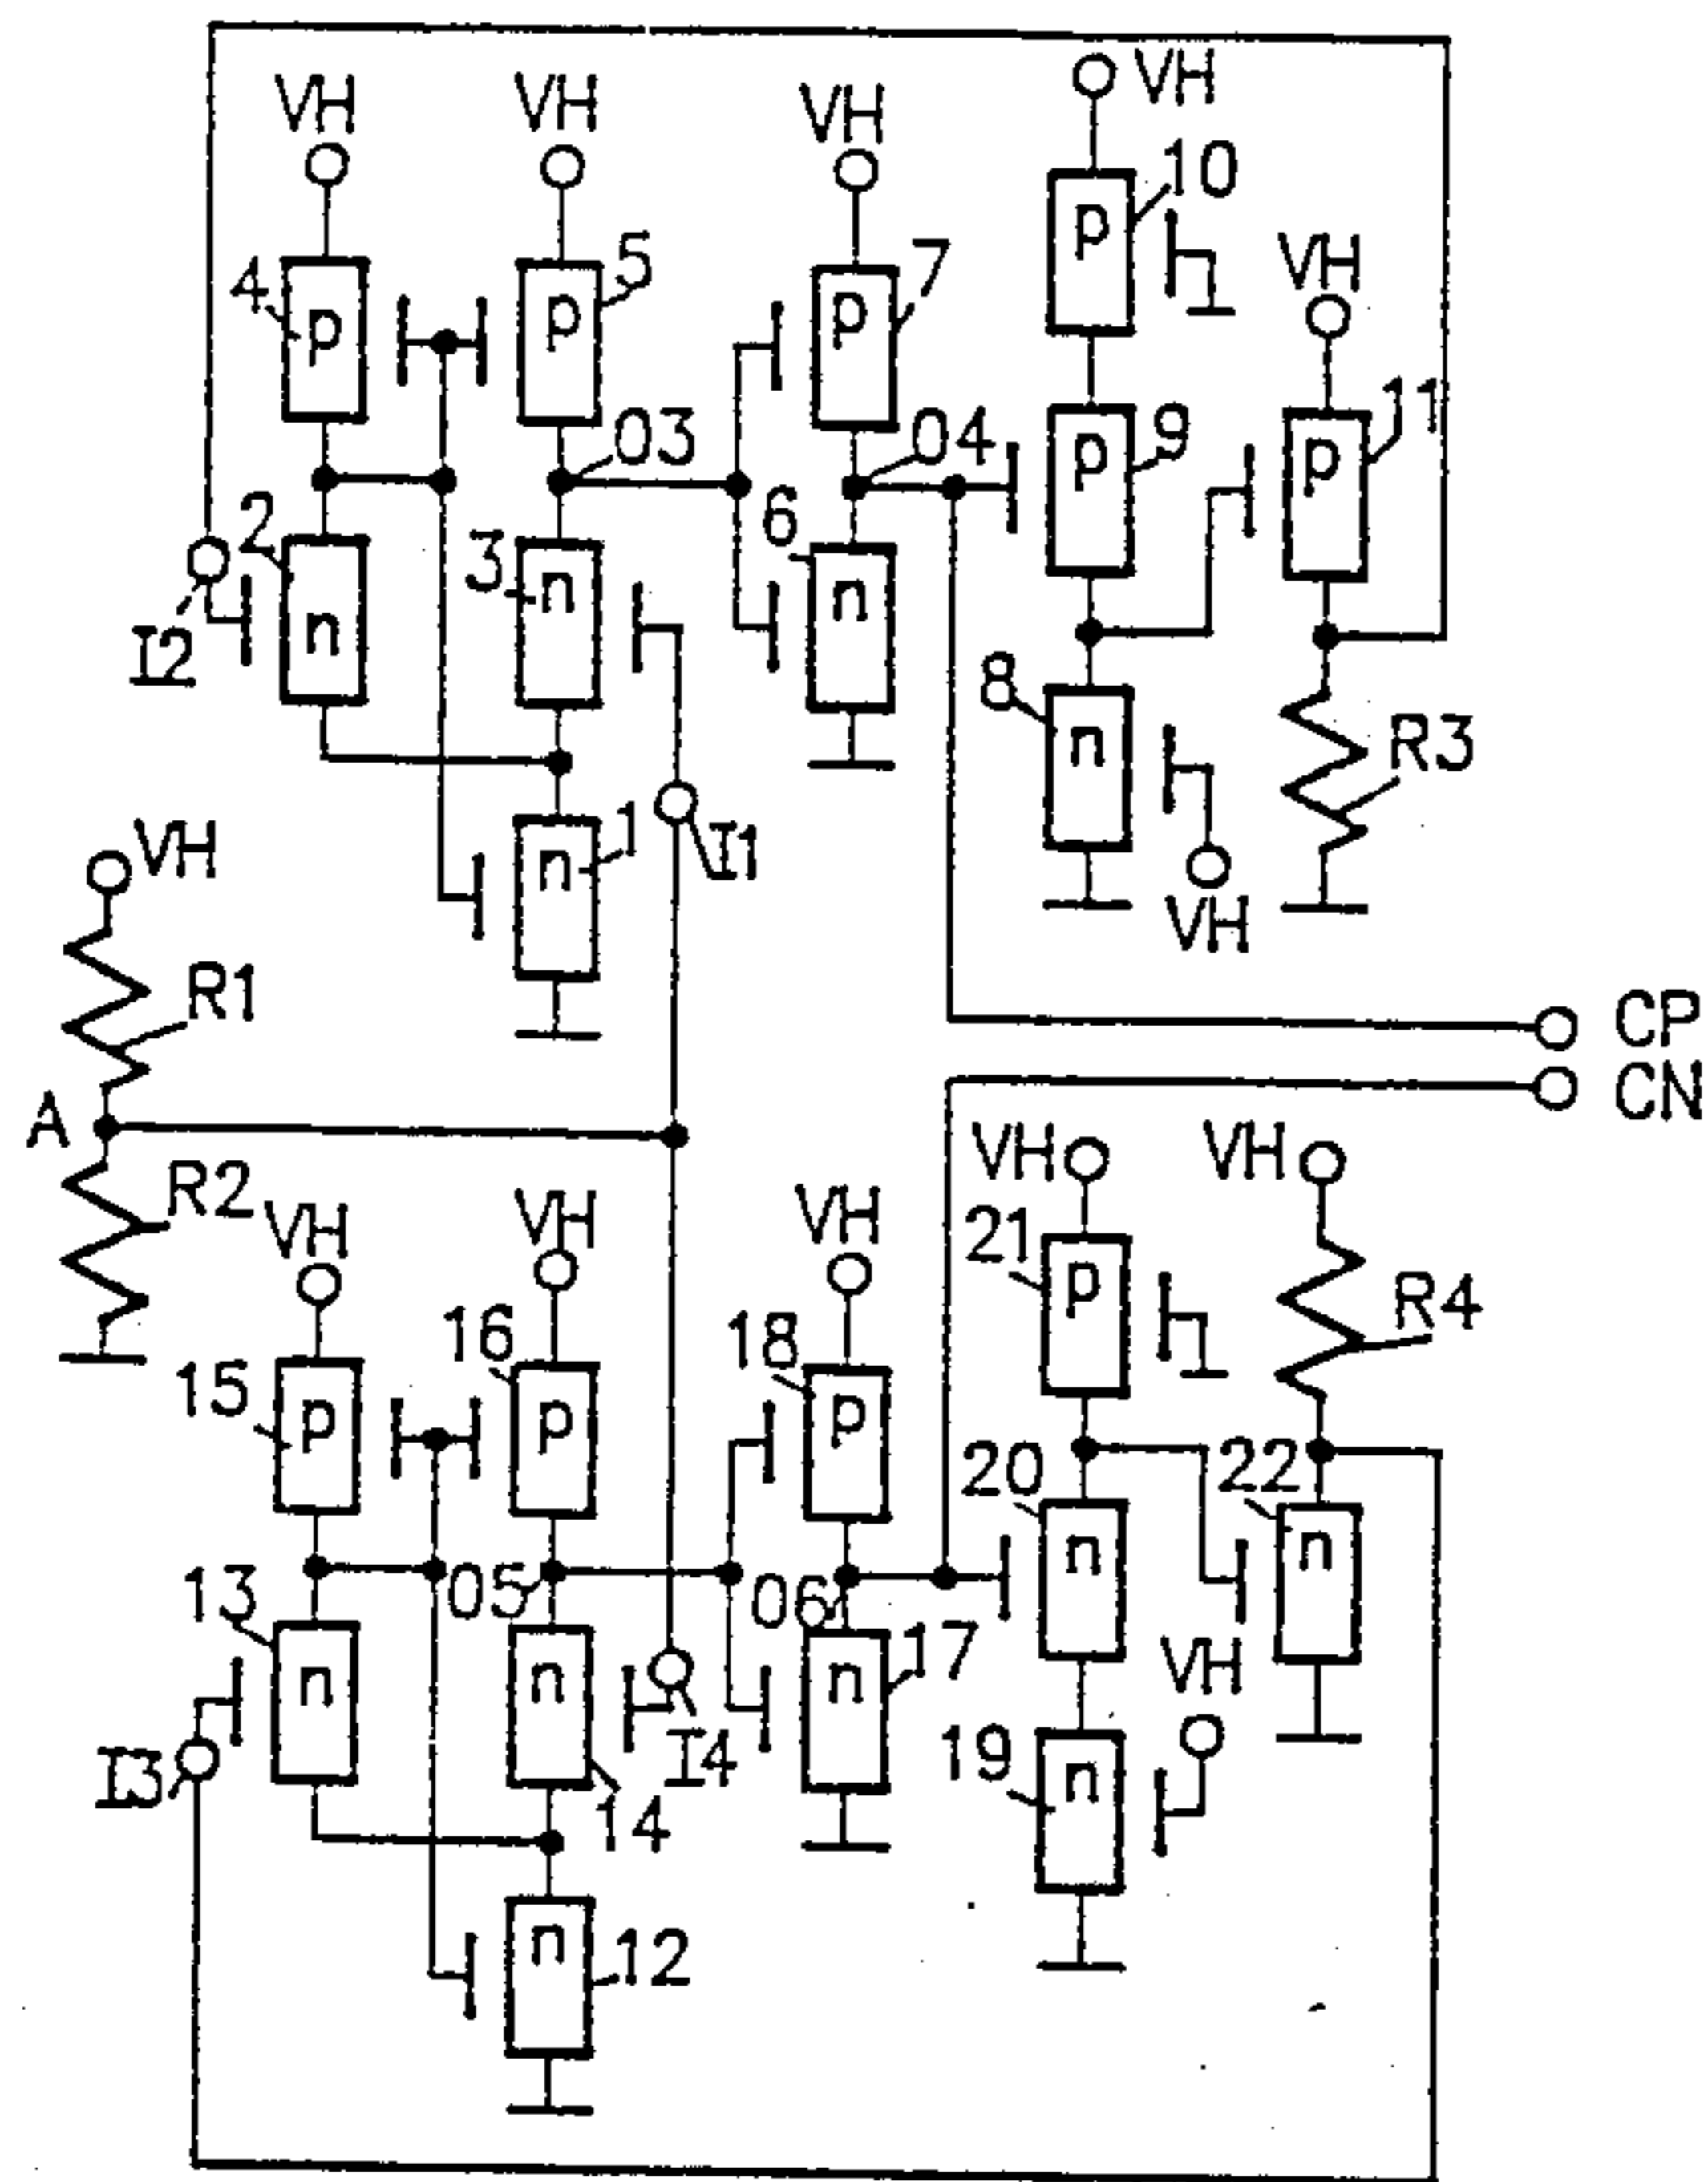 VH VH VH VH
4 p 5 p 7 p p 10 VH
03 04 p 9 p 11
2 n 3 n 6 n
I2 8 n R3
VH n 1 I1 VH
R1 CP
A CN
R2 VH VH VH VH VH
15 p 16 p 18 p 21 p R4
13 n 05 n 06 n 17 20 n 22 n
I3 14 I4 19 n VH
n 12